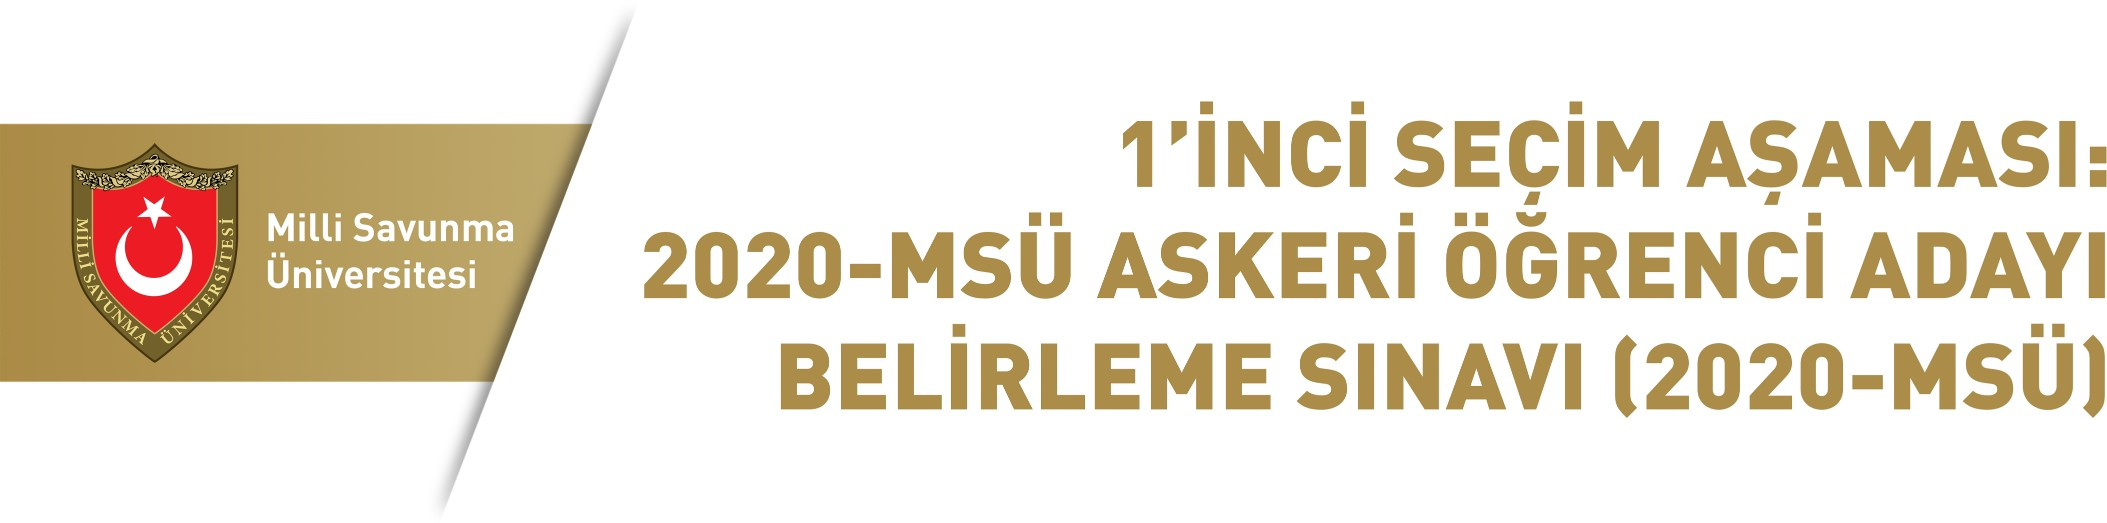 MİLLİ SAVUNMA ÜNİVERSİTESİ
Milli Savunma
Üniversitesi
1’İNCİ SEÇİM AŞAMASI:
2020-MSÜ ASKERİ ÖĞRENCİ ADAYI
BELİRLEME SINAVI (2020-MSÜ)